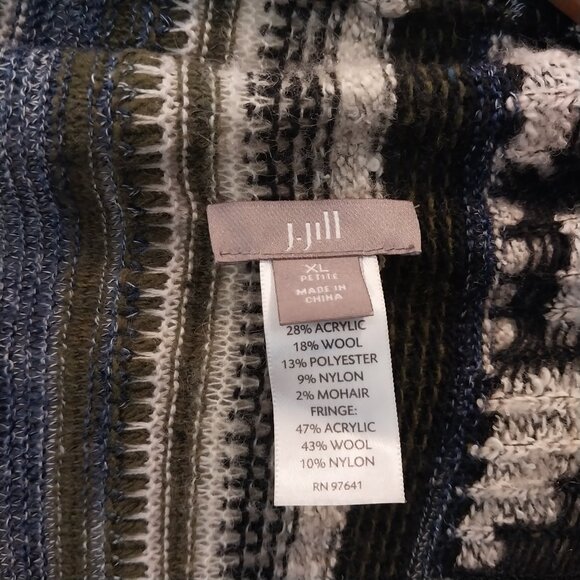 J.Jill
XL
PETITE
MADE IN
CHINA
28% ACRYLIC
18% WOOL
13% POLYESTER
9% NYLON
2% MOHAIR
FRINGE:
47% ACRYLIC
43% WOOL
10% NYLON
RN 97641